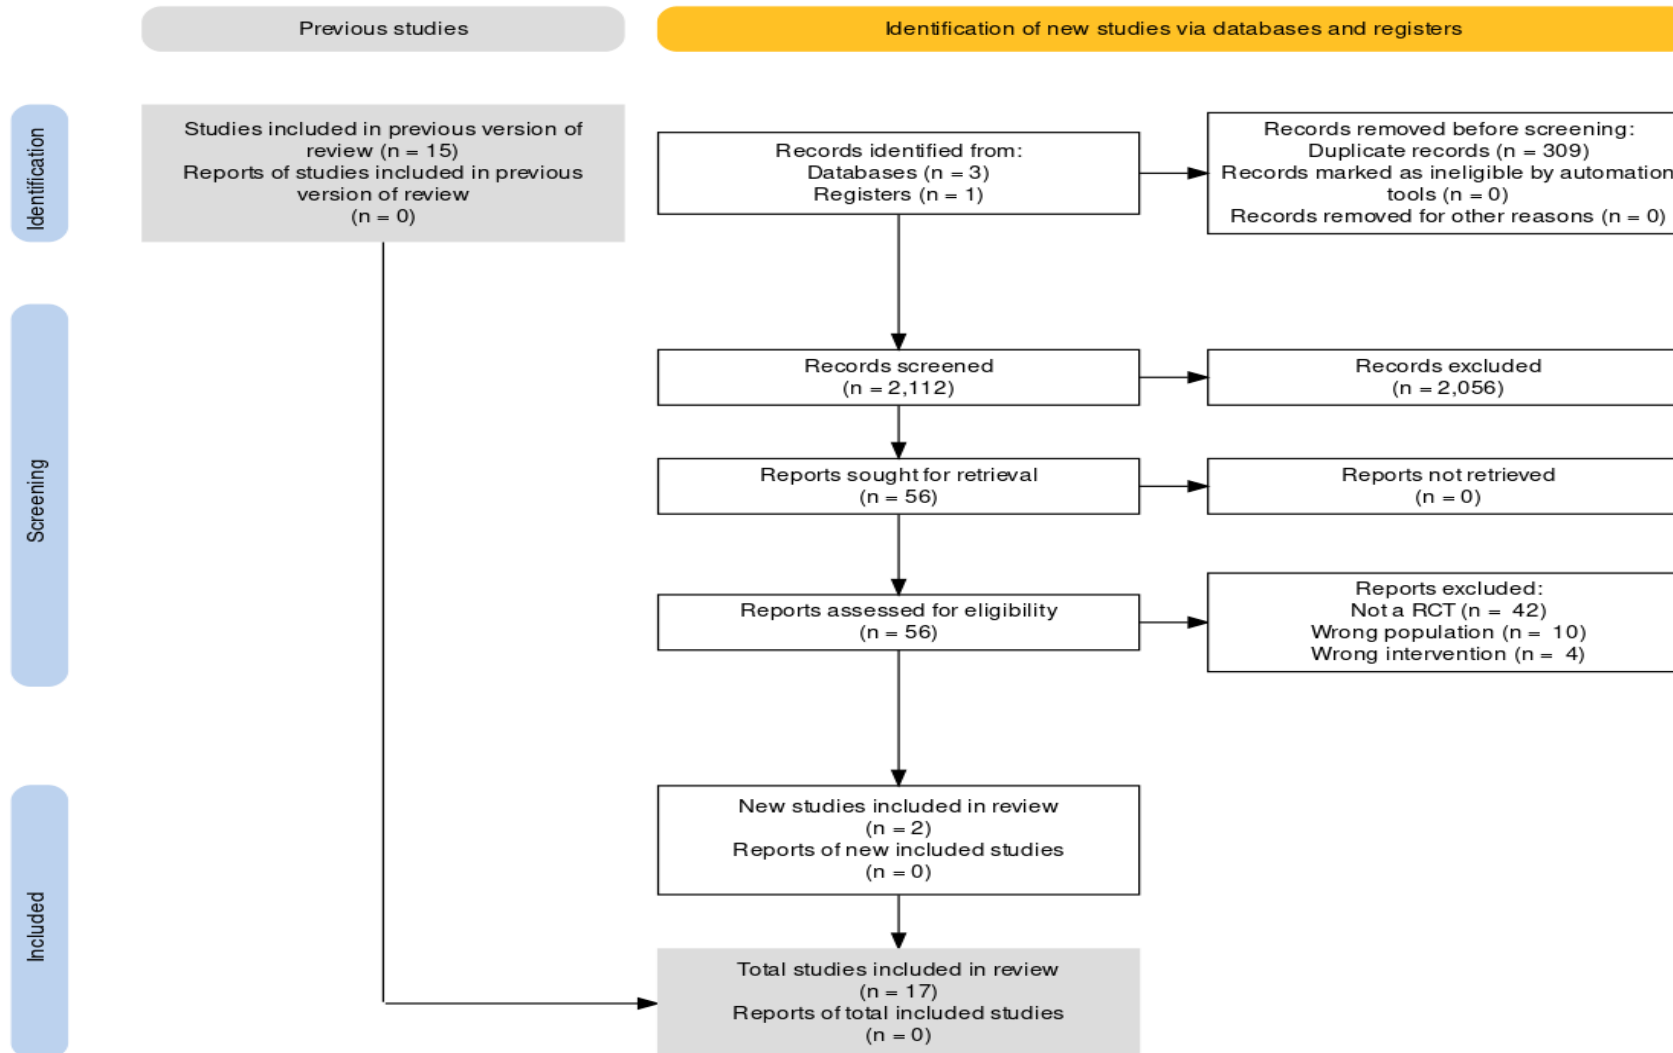 Previous studies
Identification of new studies via databases and registers
Identification
Studies included in previous version of
review (n = 15)
Reports of studies included in previous
version of review
(n = 0)
Records identified from:
Databases (n = 3)
Registers (n = 1)
Records removed before screening:
Duplicate records (n = 309)
Records marked as ineligible by automation
tools (n = 0)
Records removed for other reasons (n = 0)
Screening
Records screened
(n = 2,112)
Records excluded
(n = 2,056)
Reports sought for retrieval
(n = 56)
Reports not retrieved
(n = 0)
Reports assessed for eligibility
(n = 56)
Reports excluded:
Not a RCT (n = 42)
Wrong population (n = 10)
Wrong intervention (n = 4)
Included
New studies included in review
(n = 2)
Reports of new included studies
(n = 0)
Total studies included in review
(n = 17)
Reports of total included studies
(n = 0)